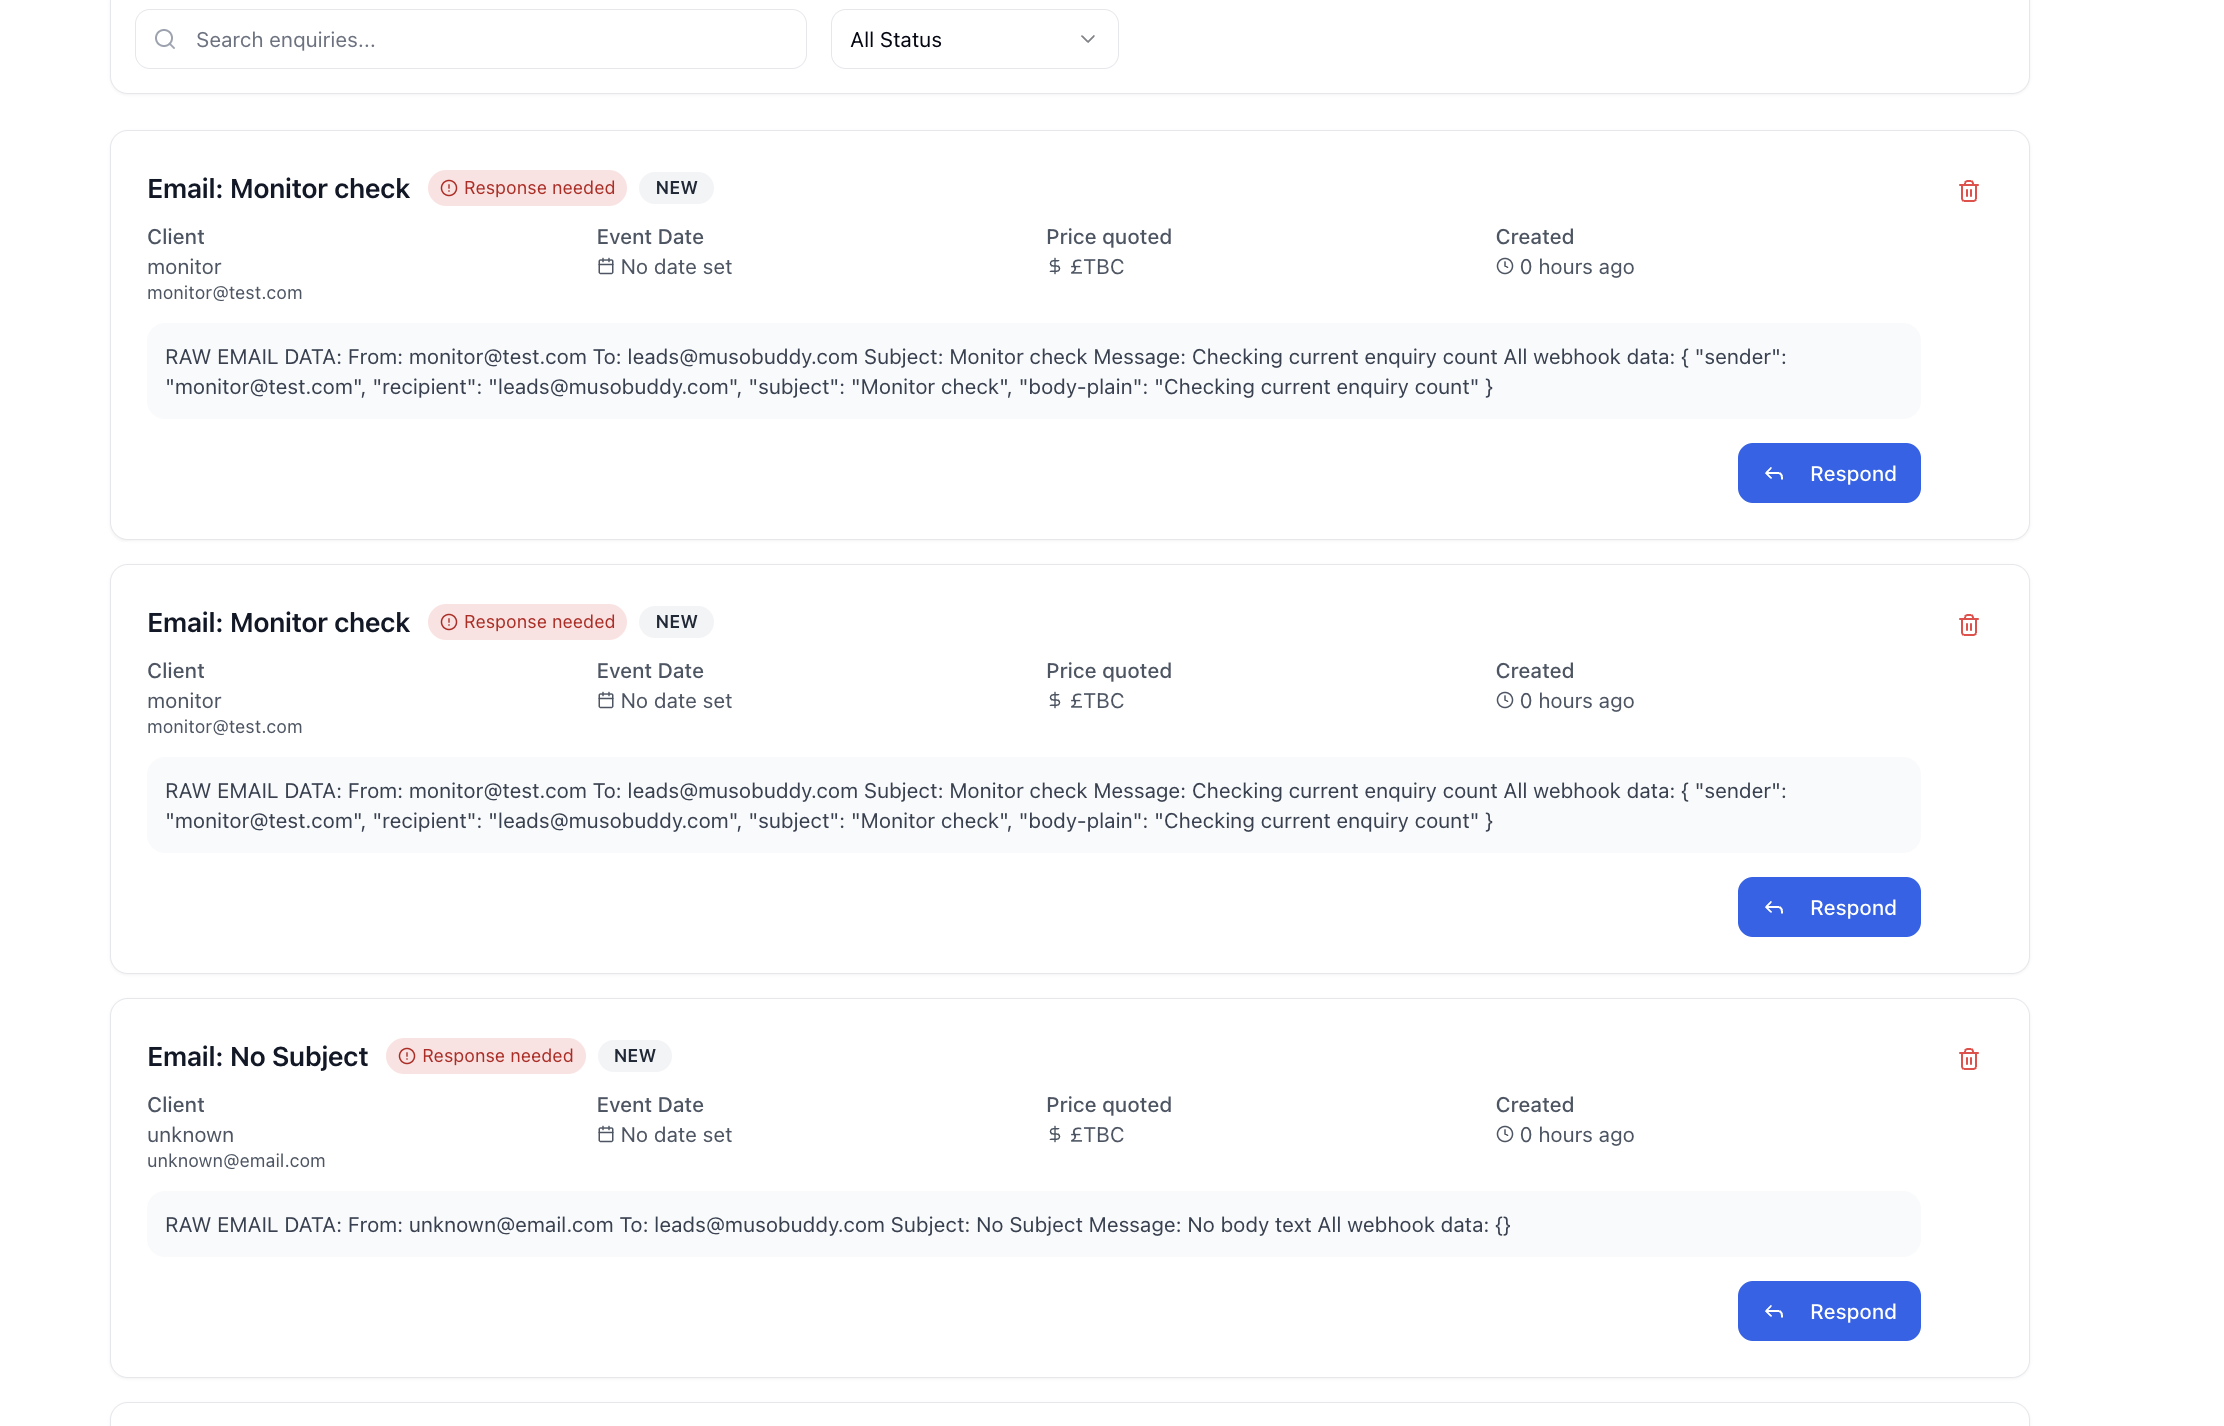 Search enquiries...
All Status
Email: Monitor check Response needed NEW
Client Event Date Price quoted Created
monitor No date set $ £TBC 0 hours ago
monitor@test.com
RAW EMAIL DATA: From: monitor@test.com To: leads@musobuddy.com Subject: Monitor check Message: Checking current enquiry count All webhook data: { "sender":
"monitor@test.com", "recipient": "leads@musobuddy.com", "subject": "Monitor check", "body-plain": "Checking current enquiry count" }
Respond
Email: Monitor check Response needed NEW
Client Event Date Price quoted Created
monitor No date set $ £TBC 0 hours ago
monitor@test.com
RAW EMAIL DATA: From: monitor@test.com To: leads@musobuddy.com Subject: Monitor check Message: Checking current enquiry count All webhook data: { "sender":
"monitor@test.com", "recipient": "leads@musobuddy.com", "subject": "Monitor check", "body-plain": "Checking current enquiry count" }
Respond
Email: No Subject Response needed NEW
Client Event Date Price quoted Created
unknown No date set $ £TBC 0 hours ago
unknown@email.com
RAW EMAIL DATA: From: unknown@email.com To: leads@musobuddy.com Subject: No Subject Message: No body text All webhook data: {}
Respond